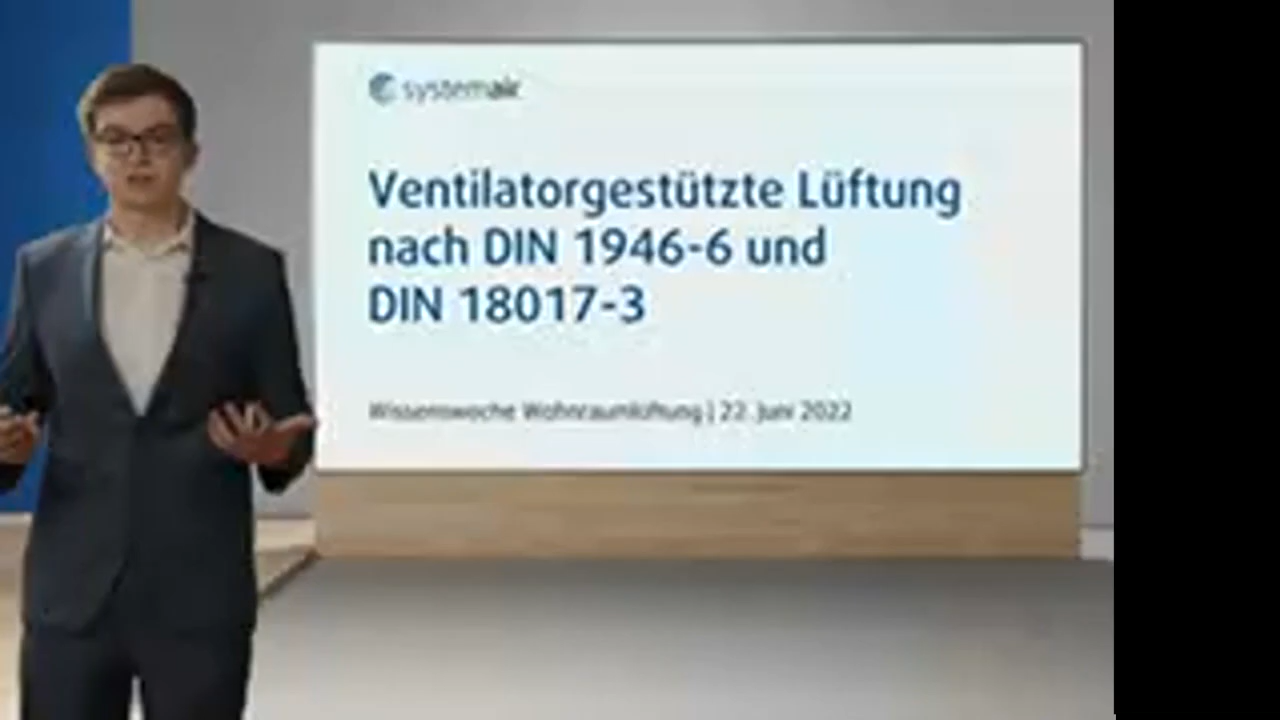 systemair
Ventilatorgestützte Lüftung
nach DIN 1946-6 und
DIN 18017-3
Wissenswoche Wohnraumlüftung | 22. Juni 2022